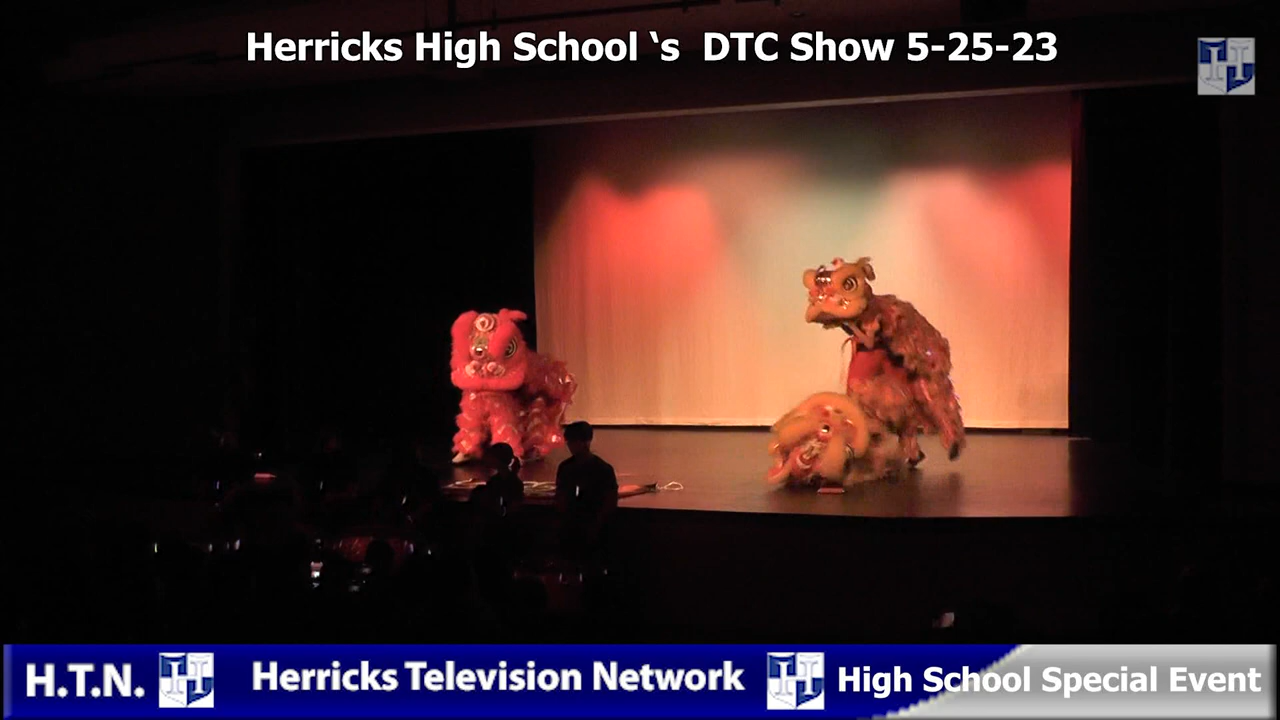 Herricks High School 's  DTC Show 5-25-23
H.T.N. Herricks Television Network High School Special Event